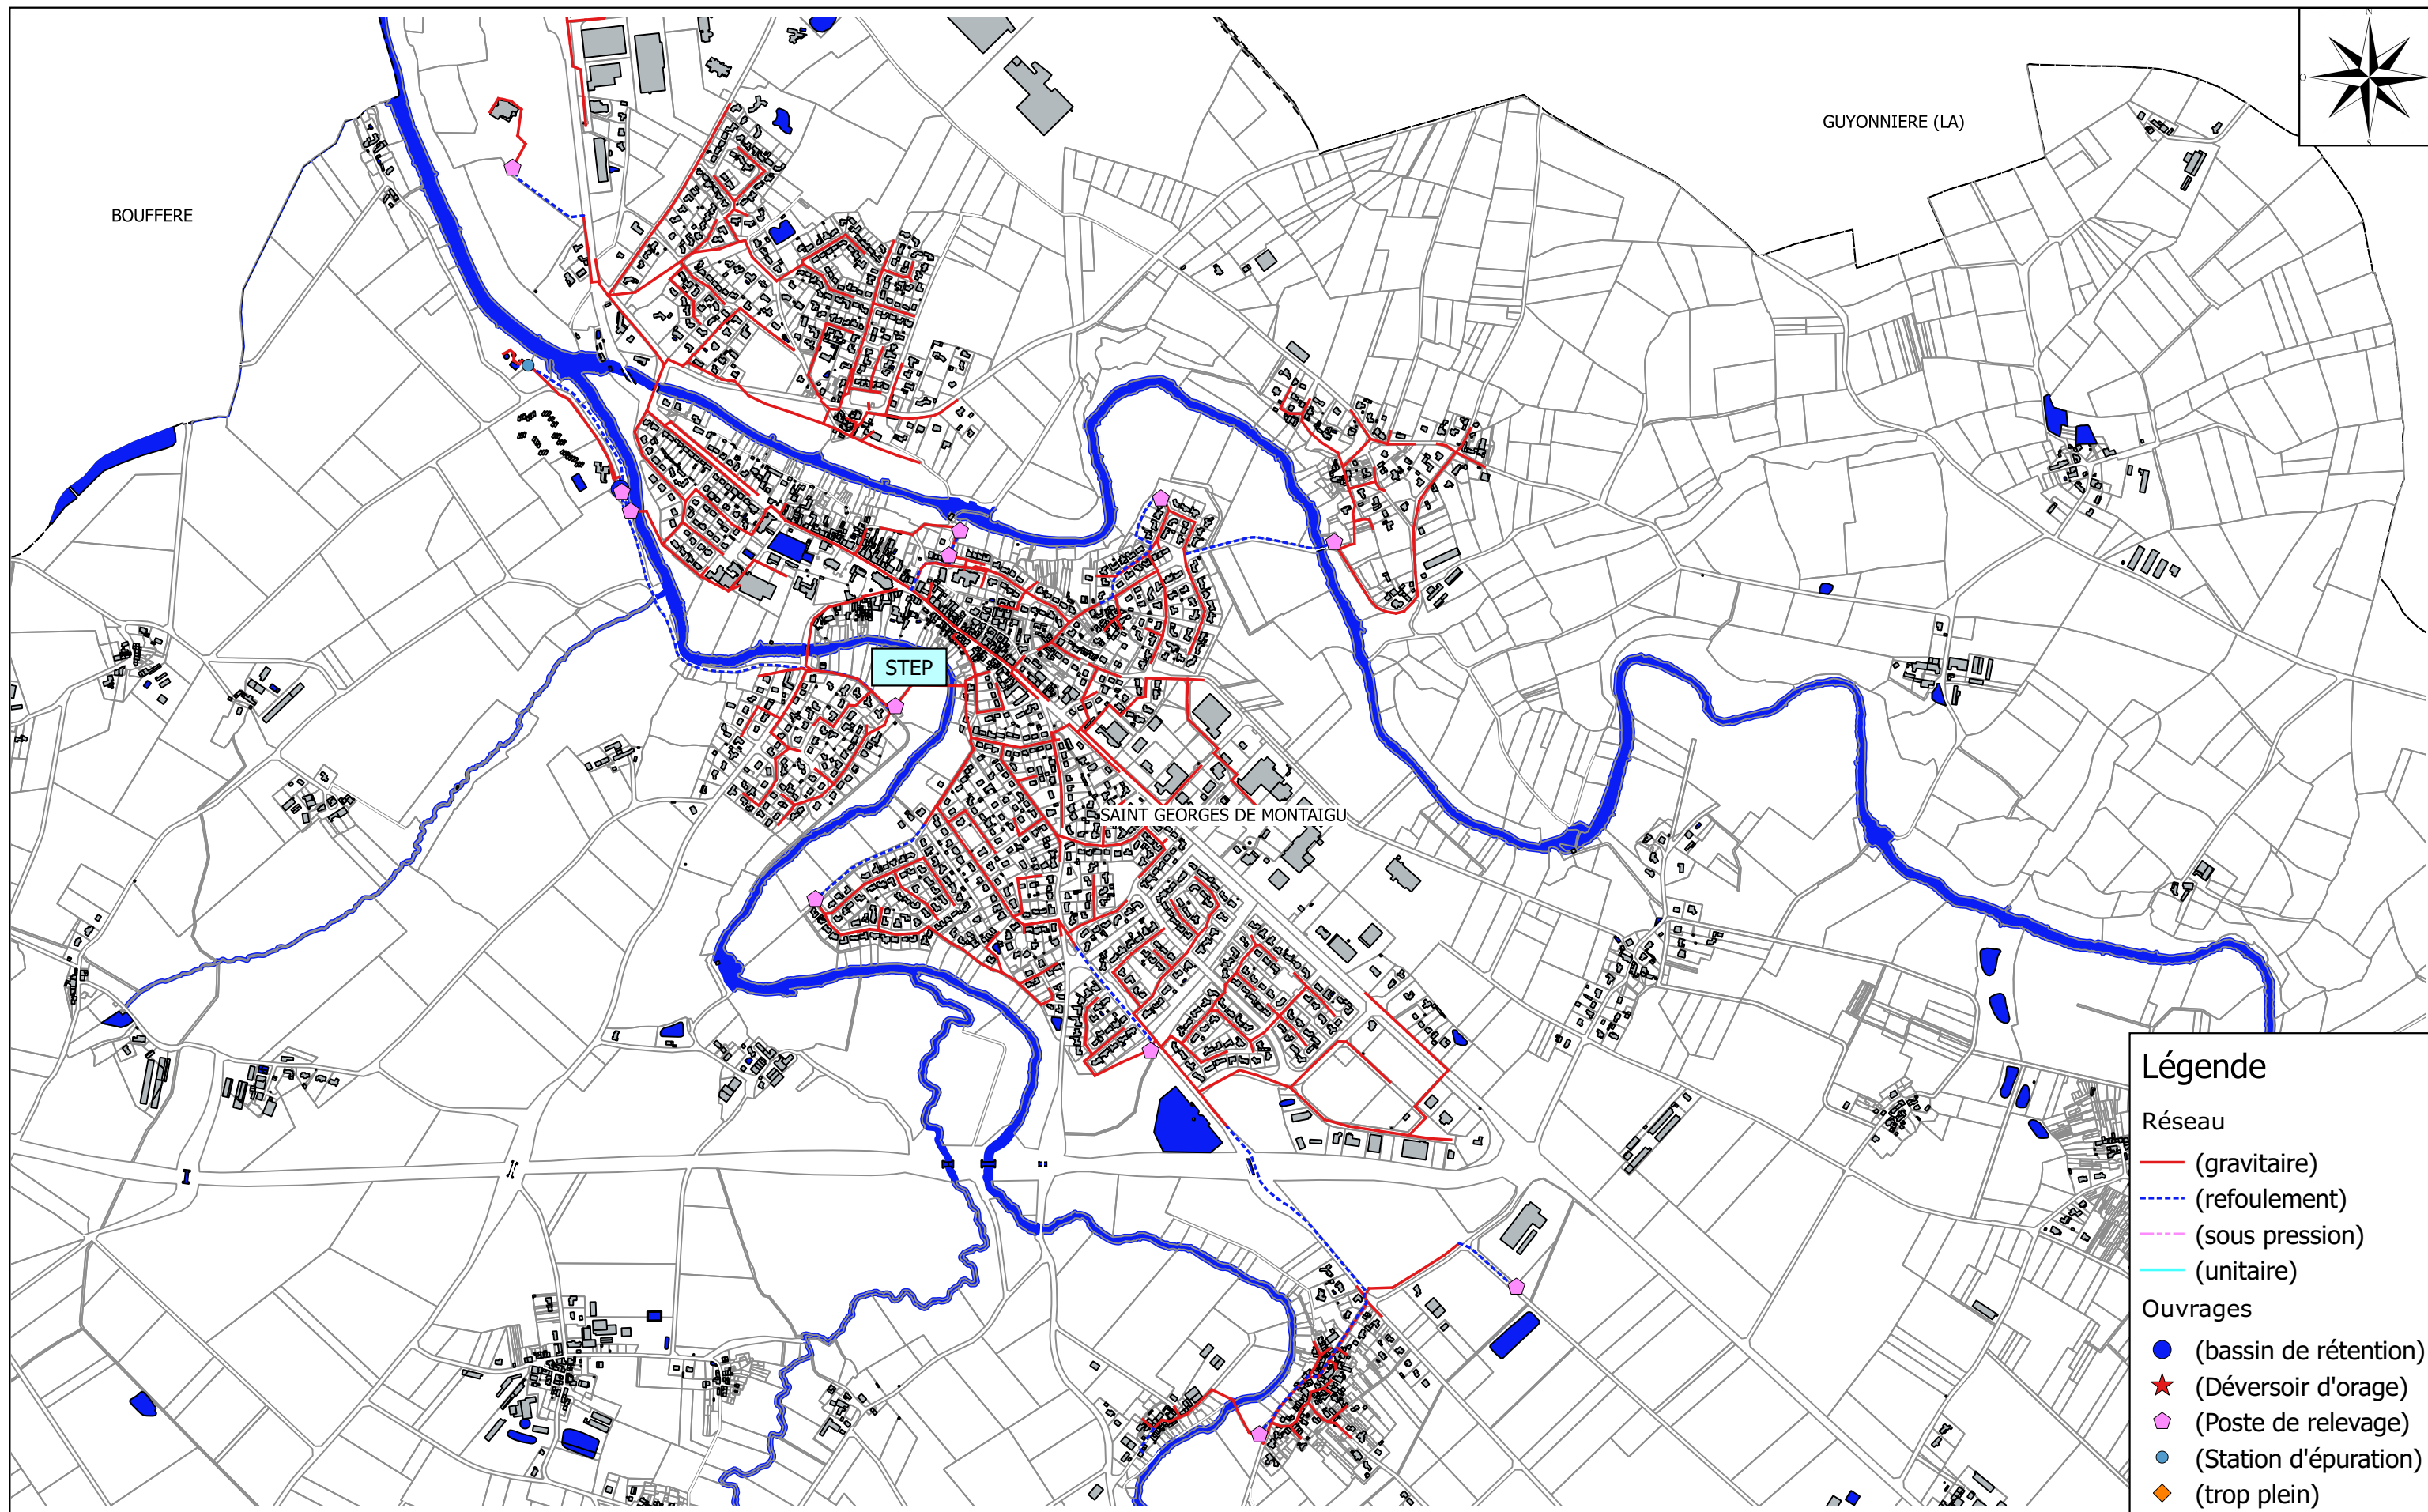 N
O
S
GUYONNIERE (LA)
BOUFFERE
STEP
SAINT GEORGES DE MONTAIGU
Légende
Réseau
(gravitaire)
(refoulement)
(sous pression)
(unitaire)
Ouvrages
(bassin de rétention)
(Déversoir d'orage)
(Poste de relevage)
(Station d'épuration)
(trop plein)